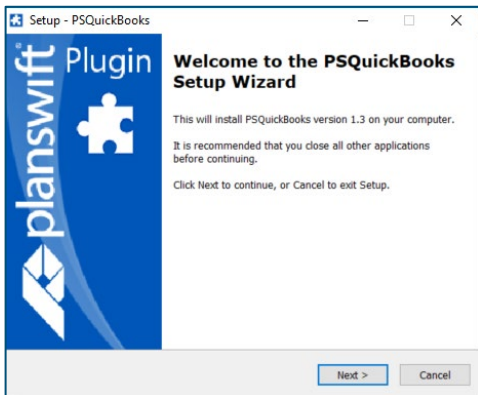 Setup - PSQuickBooks
planswift
Plugin
Welcome to the PSQuickBooks
Setup Wizard
This will install PSQuickBooks version 1.3 on your computer.
It is recommended that you close all other applications
before continuing.
Click Next to continue, or Cancel to exit Setup.
Next >
Cancel